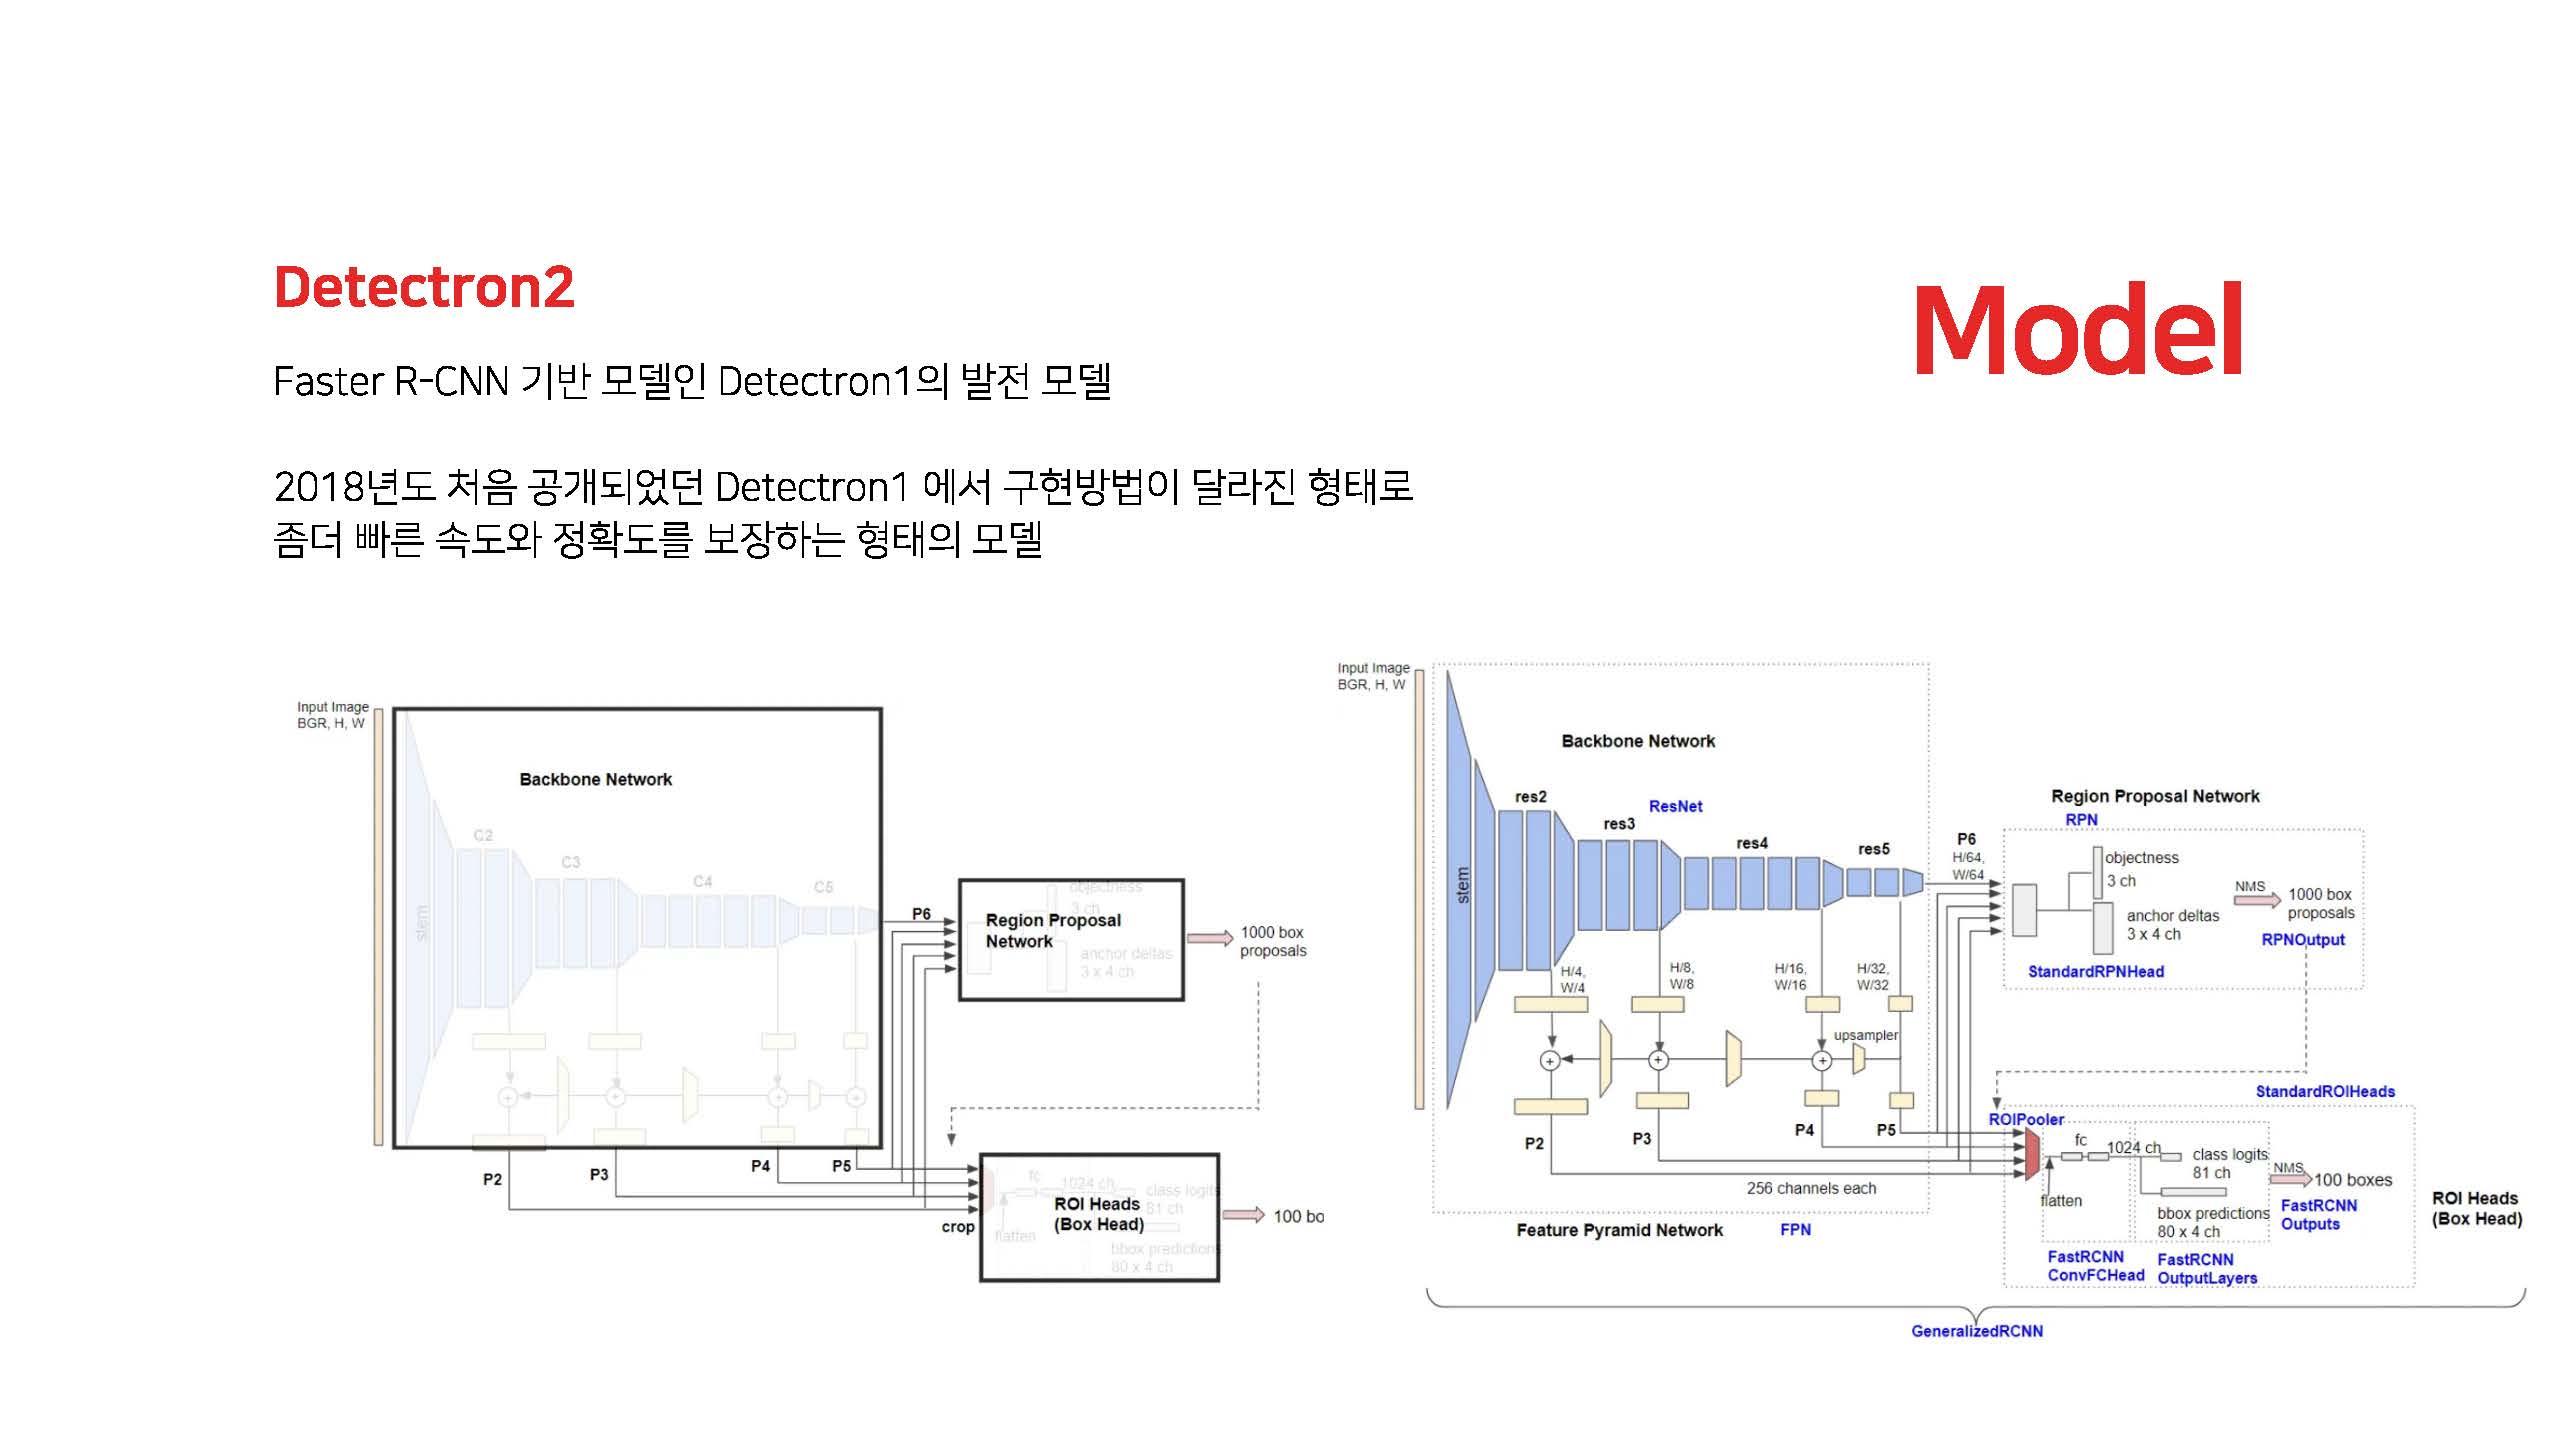 Detectron2
Model
Faster R-CNN 기반 모델인 Detectron1의 발전 모델
2018년도 처음 공개되었던 Detectron1 에서 구현방법이 달라진 형태로
좀더 빠른 속도와 정확도를 보장하는 형태의 모델
Input Image
BGR, H, W
Backbone Network
C2
C3
C4
C5
stem
P6
objectness
3 ch
Region Proposal
Network
anchor deltas
3 x 4 ch
1000 box
proposals
P2
P3
P4
P5
crop
fc
1024 ch
class logits
81 ch
ROI Heads
(Box Head)
flatten
bbox predictions
80 x 4 ch
100 bo
Input Image
BGR, H, W
Backbone Network
res2
ResNet
res3
res4
res5
stem
P6
H/64,
W/64
H/4,
W/4
H/8,
W/8
H/16,
W/16
H/32,
W/32
upsampler
P2
P3
P4
P5
256 channels each
Feature Pyramid Network
FPN
Region Proposal Network
RPN
objectness
3 ch
anchor deltas
3 x 4 ch
NMS
1000 box
proposals
RPNOutput
StandardRPNHead
StandardROIHeads
ROIPooler
fc
1024 ch
class logits
81 ch
flatten
bbox predictions
80 x 4 ch
NMS
100 boxes
FastRCNN
Outputs
FastRCNN
ConvFCHead
FastRCNN
OutputLayers
ROI Heads
(Box Head)
GeneralizedRCNN